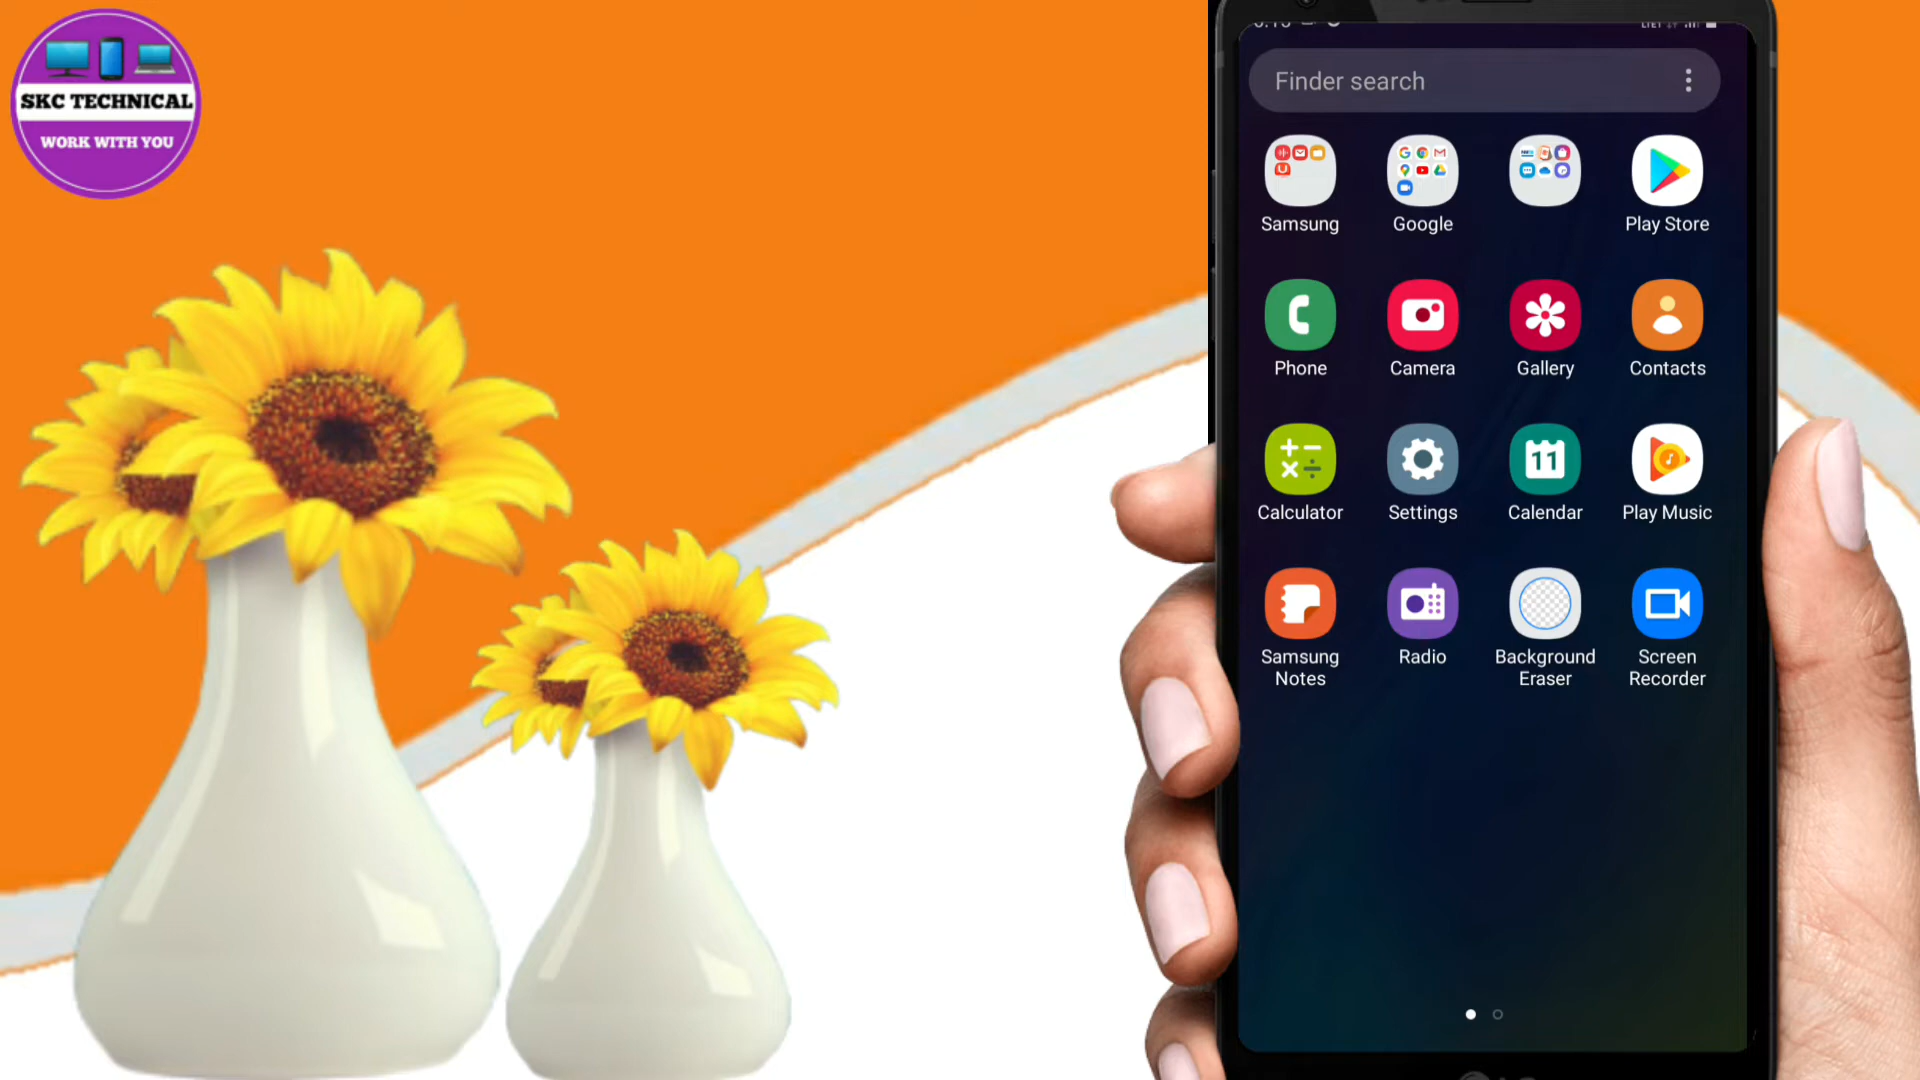 SKC TECHNICAL
WORK WITH YOU
Finder search
Samsung
Google
Play Store
Phone
Camera
Gallery
Contacts
Calculator
Settings
11
Calendar
Play Music
Samsung
Notes
Radio
Background
Eraser
Screen
Recorder